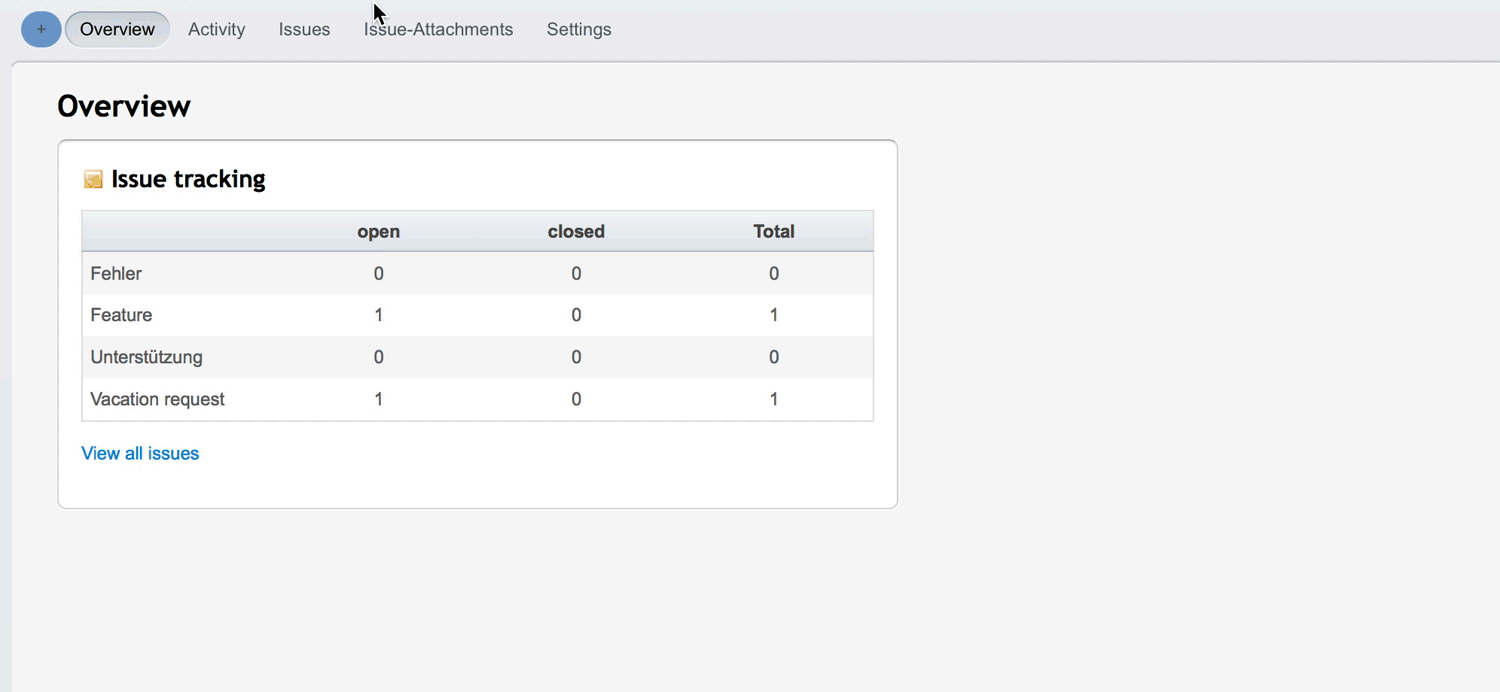 + Overview Activity Issues Issue-Attachments Settings
Overview
Issue tracking
open closed Total
Fehler 0 0 0
Feature 1 0 1
Unterstützung 0 0 0
Vacation request 1 0 1
View all issues